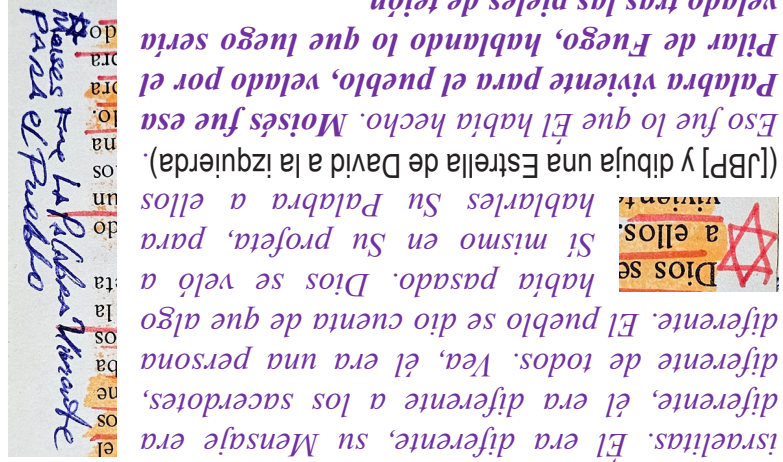 israelitas. Él era diferente, su Mensaje era
diferente, él era diferente a los sacerdotes,
diferente de todos. Vea, él era una persona
diferente. El pueblo se dio cuenta de que algo
había pasado. Dios se veló a
Sí mismo en Su profeta, para
hablarles Su Palabra a ellos
([JBP] y dibuja una Estrella de David a la izquierda).
Eso fue lo que Él había hecho. Moisés fue esa
Palabra viviente para el pueblo, velado por el
Pilar de Fuego, hablando lo que luego sería
velado tras las pieles de tejón
Dios se
a ellos.
Moises Fue La Palabra Viviente
PARA el Pueblo